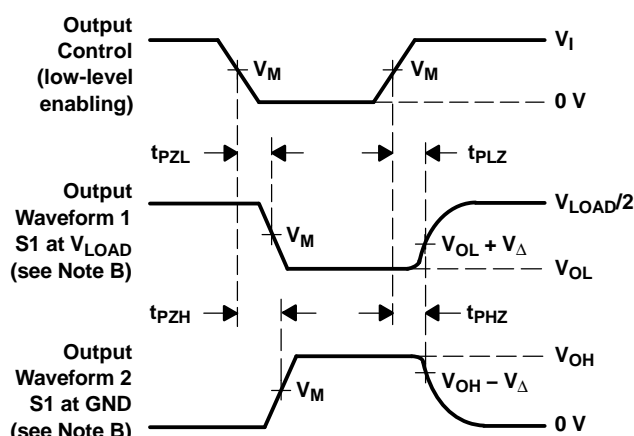 Output
Control
(low-level
enabling)
V_M
V_M
V_I
0 V
t_PZL
t_PLZ
Output
Waveform 1
S1 at V_LOAD
(see Note B)
V_M
V_LOAD/2
V_OL + V_Δ
V_OL
t_PZH
t_PHZ
Output
Waveform 2
S1 at GND
(see Note B)
V_M
V_OH
V_OH − V_Δ
0 V